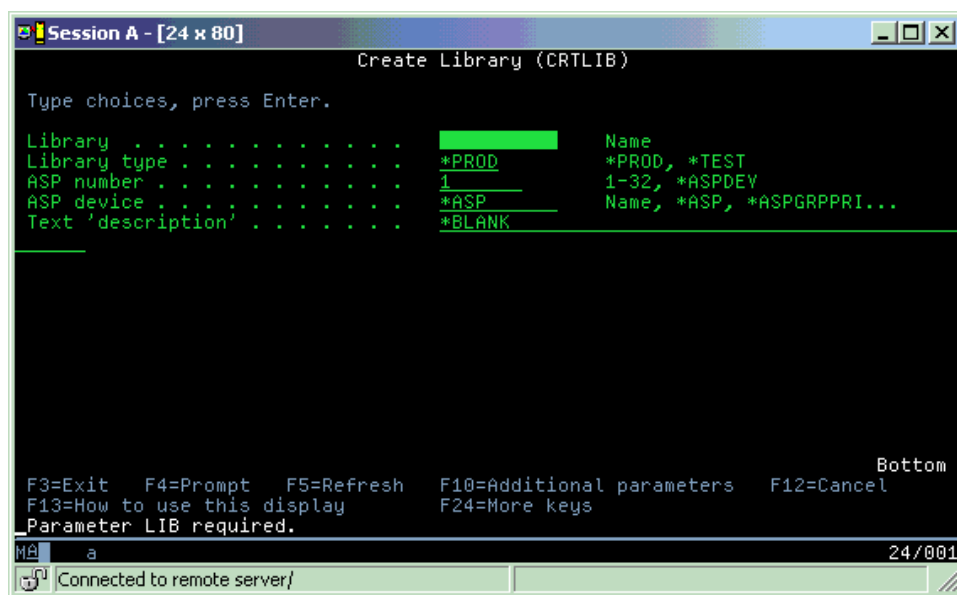 Session A - [24 x 80]
Create Library (CRTLIB)
Type choices, press Enter.
Library . . . . . . . . . . . . Name
Library type . . . . . . . . . . *PROD *PROD, *TEST
ASP number . . . . . . . . . . . 1 1-32, *ASPDEV
ASP device . . . . . . . . . . . *ASP Name, *ASP, *ASPGRPPRI...
Text 'description' . . . . . . . *BLANK
Bottom
F3=Exit F4=Prompt F5=Refresh F10=Additional parameters F12=Cancel
F13=How to use this display F24=More keys
Parameter LIB required.
MA a 24/001
Connected to remote server/